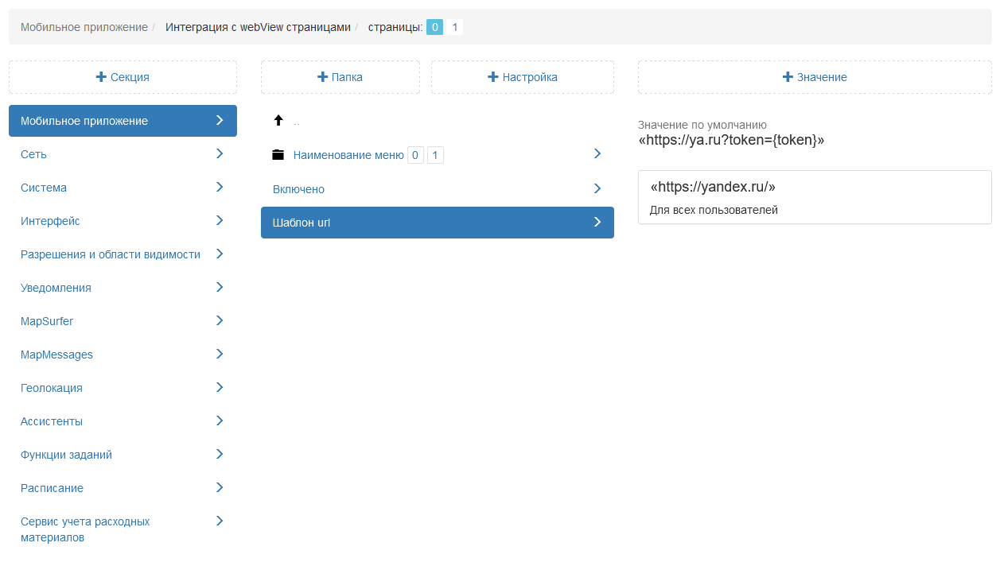 Мобильное приложение / Интеграция с webView страницами / страницы: 0 1
Секция
Папка
Настройка
Значение
Мобильное приложение
Сеть
Система
Интерфейс
Разрешения и области видимости
Уведомления
MapSurfer
MapMessages
Геолокация
Ассистенты
Функции заданий
Расписание
Сервис учета расходных
материалов
..
Наименование меню 0 1
Включено
Шаблон url
Значение по умолчанию
«https://ya.ru?token={token}»
«https://yandex.ru/»
Для всех пользователей